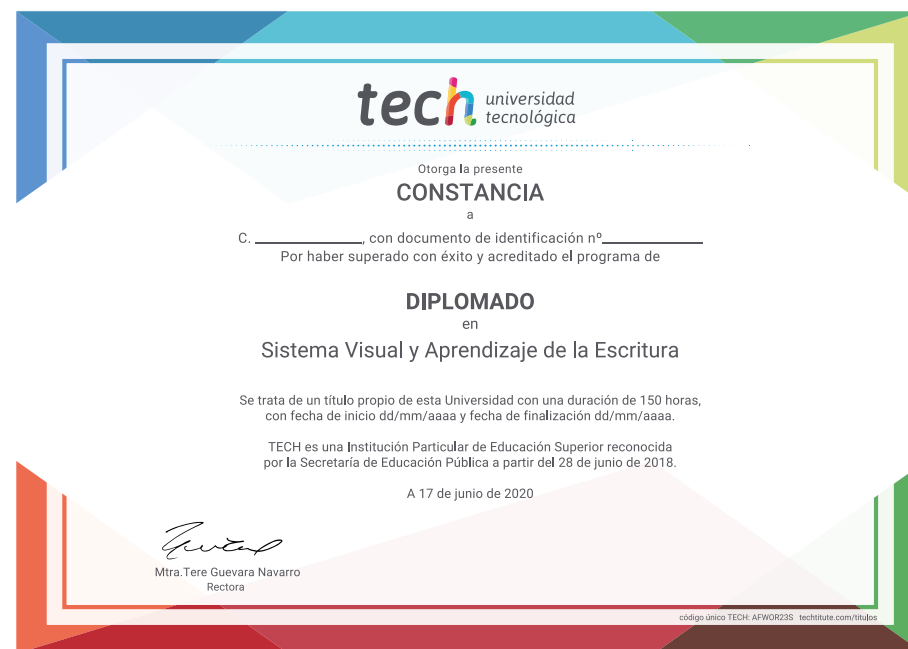 tech universidad
tecnológica
Otorga la presente
CONSTANCIA
a
C. ____________, con documento de identificación nº____________
Por haber superado con éxito y acreditado el programa de
DIPLOMADO
en
Sistema Visual y Aprendizaje de la Escritura
Se trata de un título propio de esta Universidad con una duración de 150 horas,
con fecha de inicio dd/mm/aaaa y fecha de finalización dd/mm/aaaa.
TECH es una Institución Particular de Educación Superior reconocida
por la Secretaría de Educación Pública a partir del 28 de junio de 2018.
A 17 de junio de 2020
Mtra.Tere Guevara Navarro
Rectora
código único TECH: AFWOR23S techtitute.com/titulos